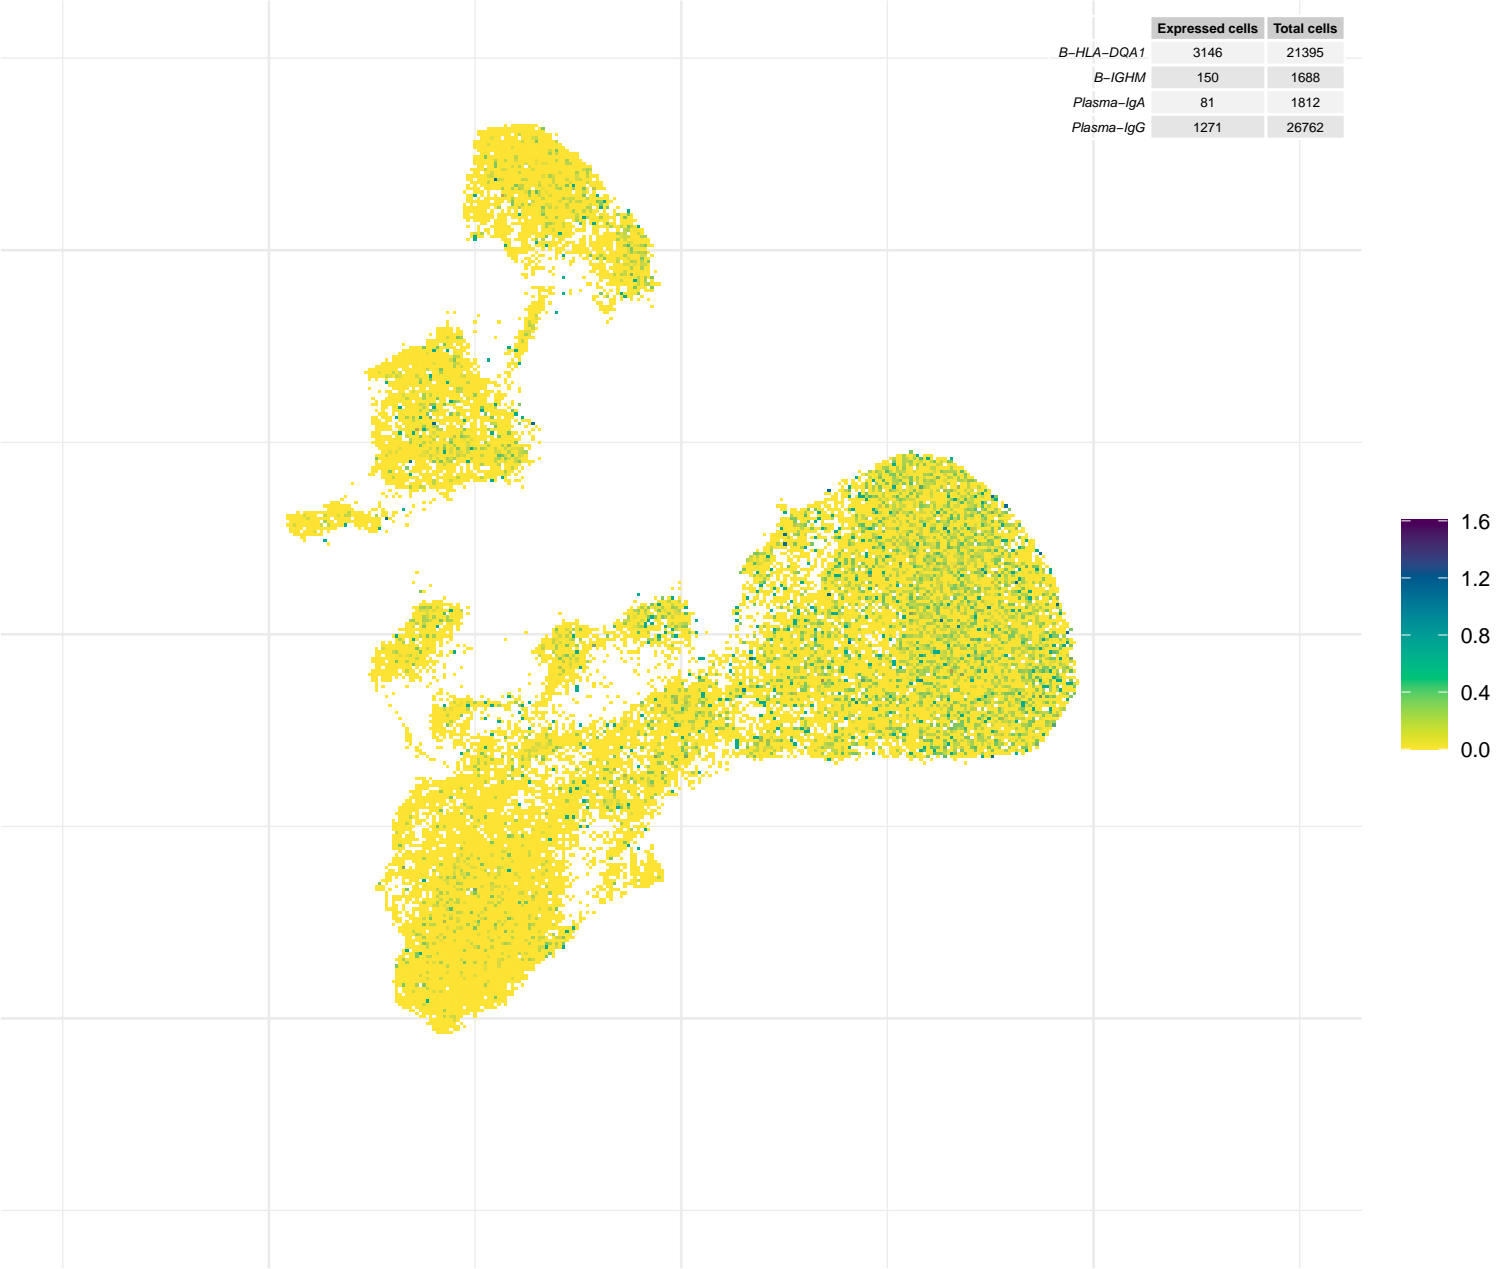 Expressed cells Total cells
B−HLA−DQA1 3146 21395
B−IGHM 150 1688
Plasma−IgA 81 1812
Plasma−IgG 1271 26762
1.6
1.2
0.8
0.4
0.0